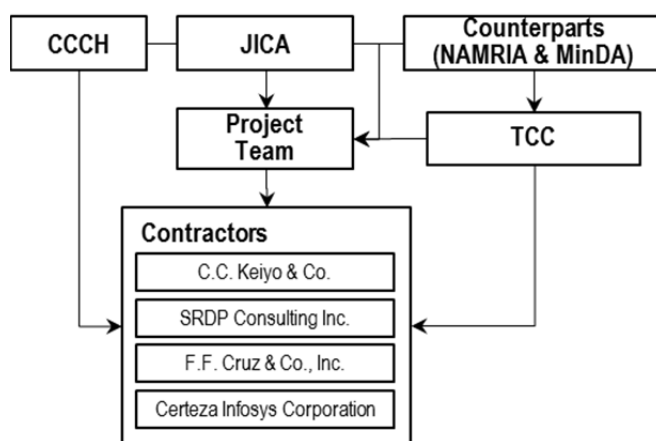 CCCH
JICA
Counterparts
(NAMRIA & MinDA)
Project
Team
TCC
Contractors
C.C. Keiyo & Co.
SRDP Consulting Inc.
F.F. Cruz & Co., Inc.
Certeza Infosys Corporation